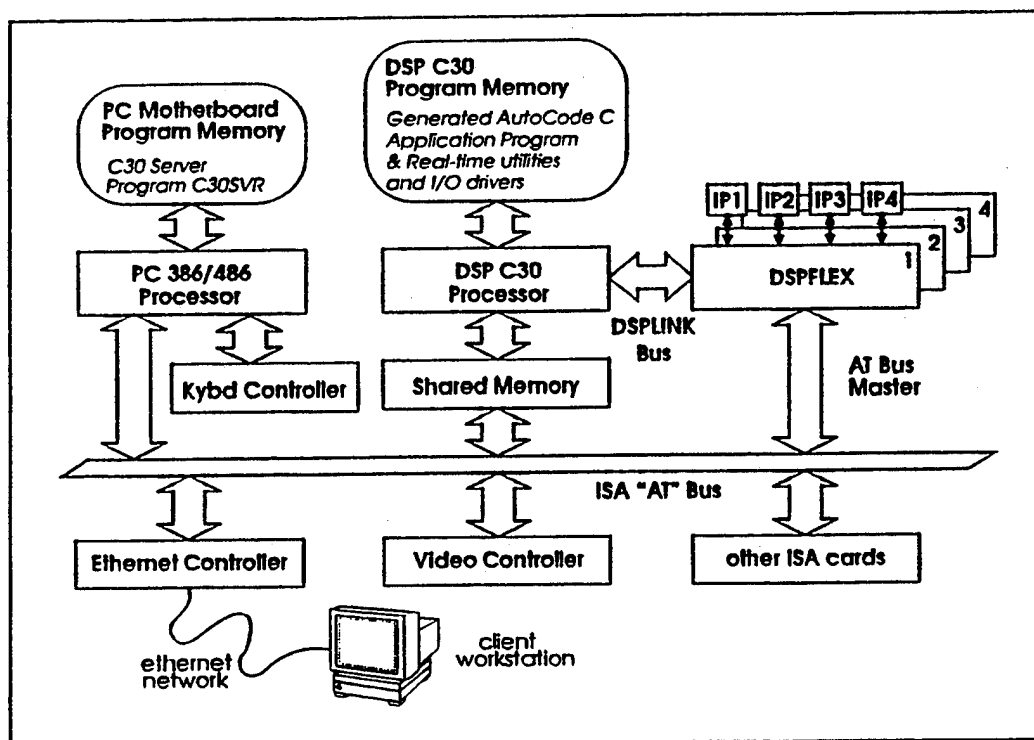 PC Motherboard
Program Memory
C30 Server
Program C30SVR
DSP C30
Program Memory
Generated AutoCode C
Application Program
& Real-time utilities
and I/O drivers
IP1
IP2
IP3
IP4
4
3
2
1
PC 386/486
Processor
DSP C30
Processor
DSPFLEX
DSPLINK
Bus
Kybd Controller
Shared Memory
AT Bus
Master
ISA "AT" Bus
Ethernet Controller
Video Controller
other ISA cards
ethernet
network
client
workstation